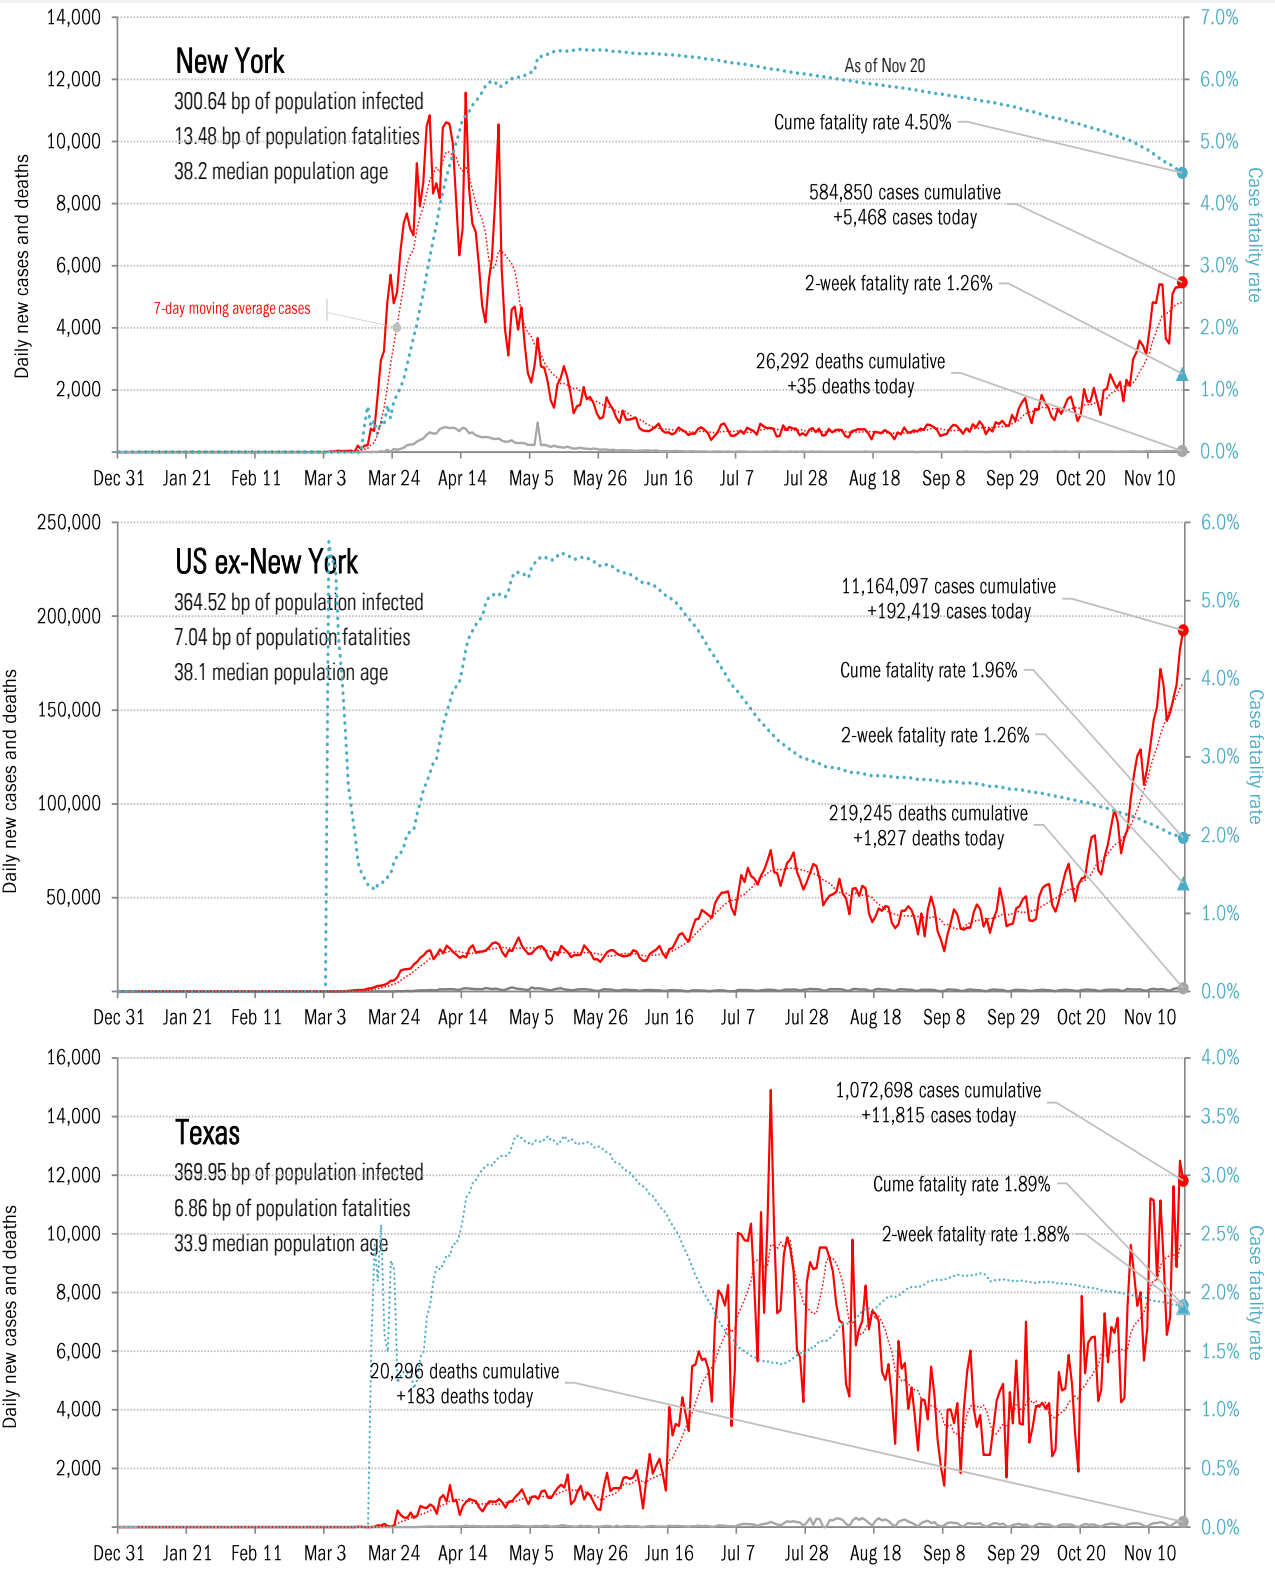 14,000
12,000
10,000
8,000
6,000
4,000
2,000
Daily new cases and deaths
7.0%
6.0%
5.0%
4.0%
3.0%
2.0%
1.0%
0.0%
Case fatality rate
New York
300.64 bp of population infected
13.48 bp of population fatalities
38.2 median population age
7-day moving average cases
As of Nov 20
Cume fatality rate 4.50%
584,850 cases cumulative
+5,468 cases today
2-week fatality rate 1.26%
26,292 deaths cumulative
+35 deaths today
Dec 31 Jan 21 Feb 11 Mar 3 Mar 24 Apr 14 May 5 May 26 Jun 16 Jul 7 Jul 28 Aug 18 Sep 8 Sep 29 Oct 20 Nov 10
250,000
200,000
150,000
100,000
50,000
Daily new cases and deaths
6.0%
5.0%
4.0%
3.0%
2.0%
1.0%
0.0%
Case fatality rate
US ex-New York
364.52 bp of population infected
7.04 bp of population fatalities
38.1 median population age
11,164,097 cases cumulative
+192,419 cases today
Cume fatality rate 1.96%
2-week fatality rate 1.26%
219,245 deaths cumulative
+1,827 deaths today
Dec 31 Jan 21 Feb 11 Mar 3 Mar 24 Apr 14 May 5 May 26 Jun 16 Jul 7 Jul 28 Aug 18 Sep 8 Sep 29 Oct 20 Nov 10
16,000
14,000
12,000
10,000
8,000
6,000
4,000
2,000
Daily new cases and deaths
4.0%
3.5%
3.0%
2.5%
2.0%
1.5%
1.0%
0.5%
0.0%
Case fatality rate
Texas
369.95 bp of population infected
6.86 bp of population fatalities
33.9 median population age
1,072,698 cases cumulative
+11,815 cases today
Cume fatality rate 1.89%
2-week fatality rate 1.88%
20,296 deaths cumulative
+183 deaths today
Dec 31 Jan 21 Feb 11 Mar 3 Mar 24 Apr 14 May 5 May 26 Jun 16 Jul 7 Jul 28 Aug 18 Sep 8 Sep 29 Oct 20 Nov 10